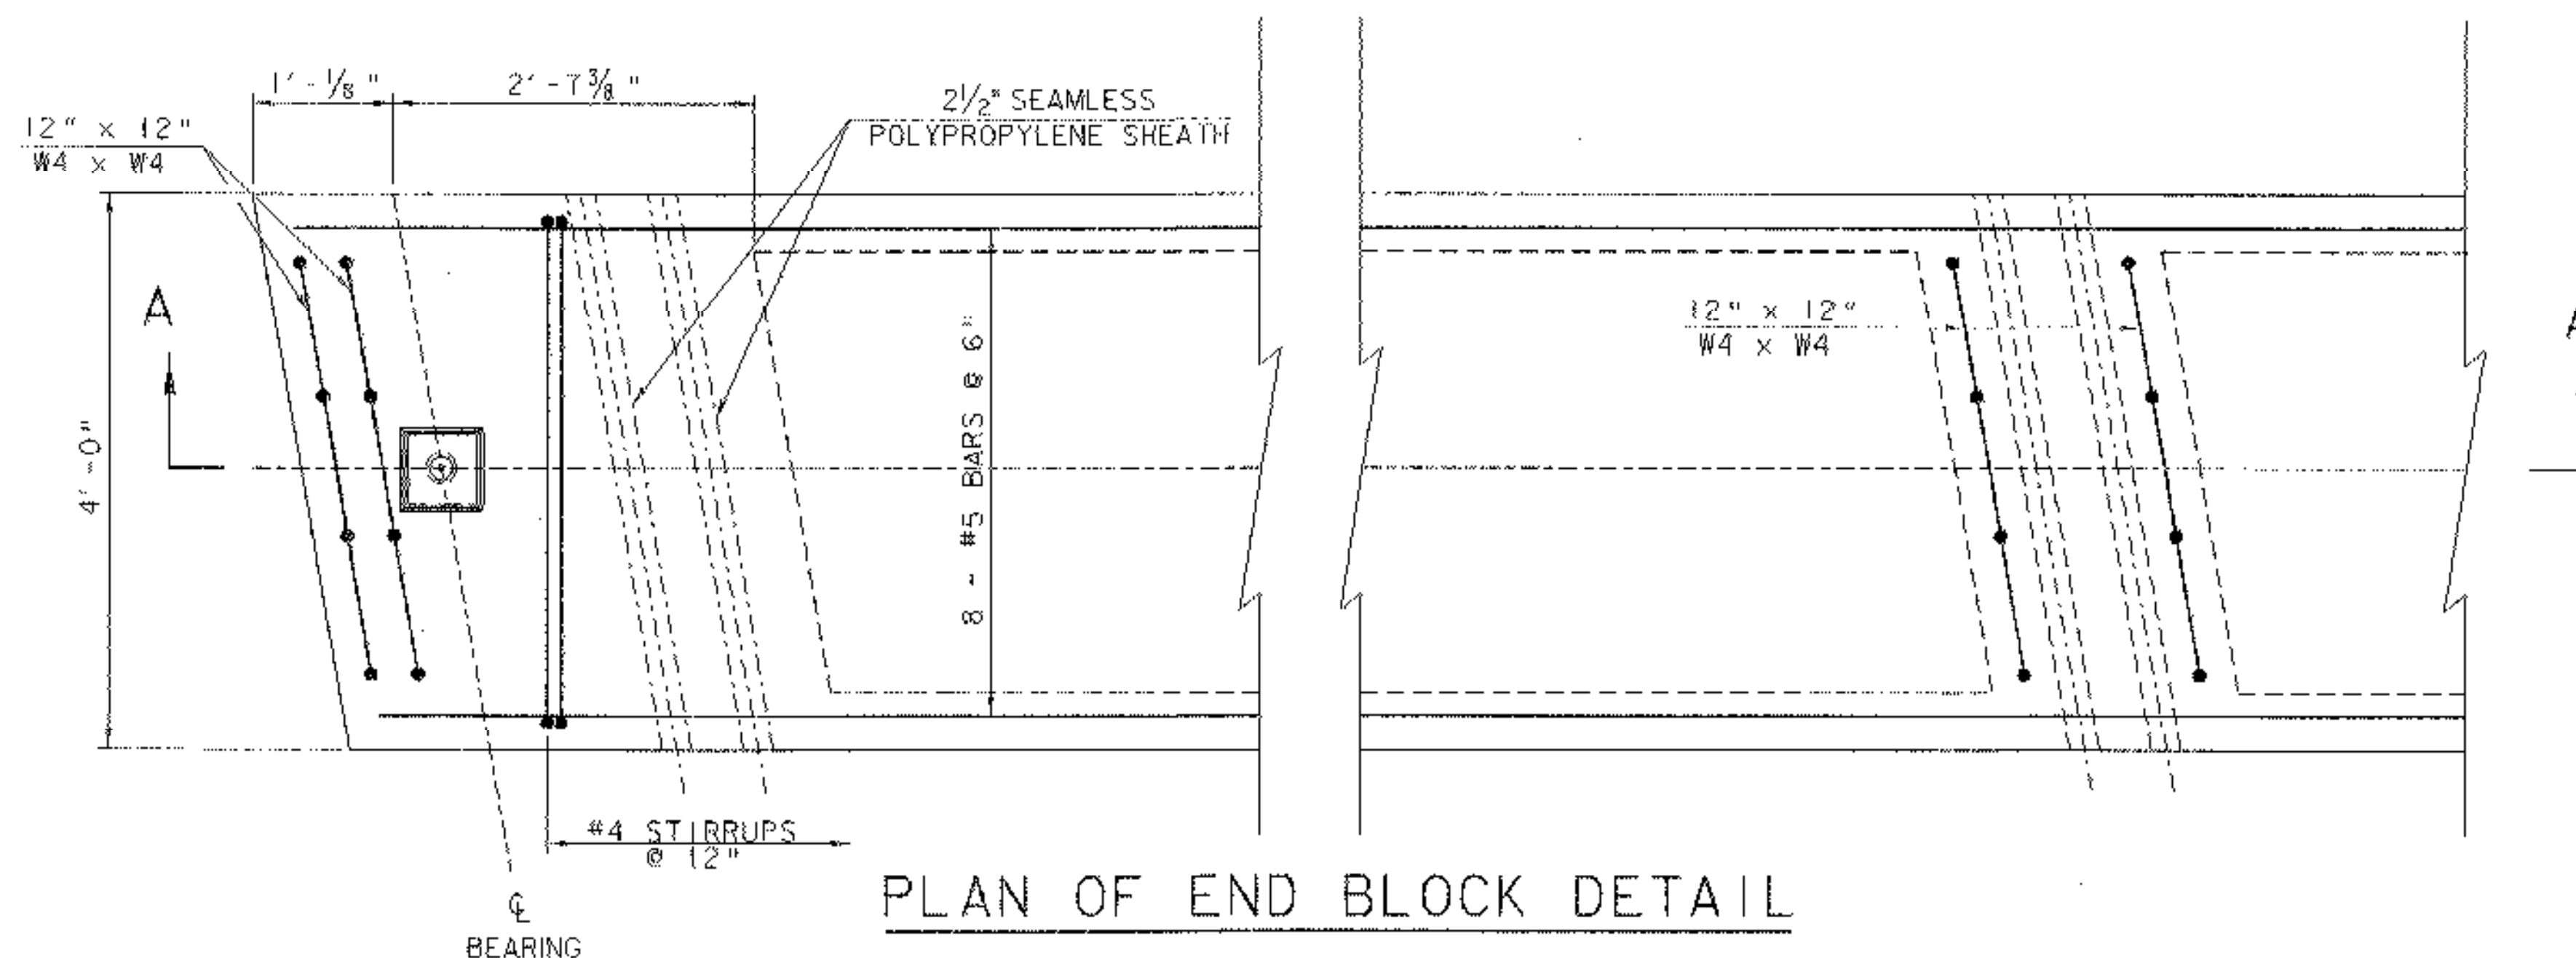 1'-1/8"
2'-7 3/8"
12" x 12"
W4 x W4
2 1/2" SEAMLESS
POLYPROPYLENE SHEATH
A
4'-0"
8 - #5 BARS @ 6"
12" x 12"
W4 x W4
#4 STIRRUPS
@ 12"
℄
BEARING
PLAN OF END BLOCK DETAIL